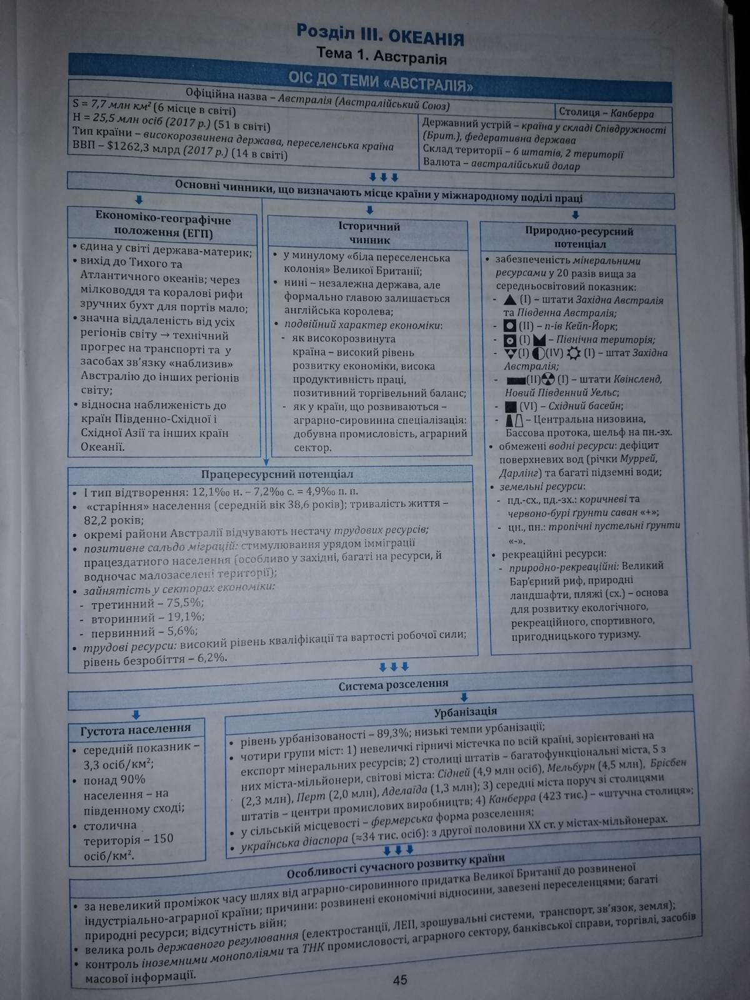 Розділ III. ОКЕАНІЯ
Тема 1. Австралія
ОІС ДО ТЕМИ «АВСТРАЛІЯ»
Офіційна назва – Австралія (Австралійський Союз)
Столиця – Канберра
S = 7,7 млн км² (6 місце в світі)
Н = 25,5 млн осіб (2017 р.) (51 в світі)
Тип країни – високорозвинена держава, переселенська країна
ВВП – $1262,3 млрд (2017 р.) (14 в світі)
Державний устрій – країна у складі Співдружності
(Брит.), федеративна держава
Склад території – 6 штатів, 2 території
Валюта – австралійський долар
Основні чинники, що визначають місце країни у міжнародному поділі праці
Економіко-географічне
положення (ЕГП)
• єдина у світі держава-материк;
• вихід до Тихого та
Атлантичного океанів; через
мілководдя та коралові рифи
зручних бухт для портів мало;
• значна віддаленість від усіх
регіонів світу → технічний
прогрес на транспорті та у
засобах зв’язку «наблизив»
Австралію до інших регіонів
світу;
• відносна наближеність до
країн Південно-Східної і
Східної Азії та інших країн
Океанії.
Історичний
чинник
• у минулому «біла переселенська
колонія» Великої Британії;
• нині – незалежна держава, але
формально главою залишається
англійська королева;
• подвійний характер економіки:
- як високорозвинута
країна – високий рівень
розвитку економіки, висока
продуктивність праці,
позитивний торгівельний баланс;
- як у країн, що розвиваються –
аграрно-сировинна спеціалізація:
добувна промисловість, аграрний
сектор.
Природно-ресурсний
потенціал
• забезпеченість мінеральними
ресурсами у 20 разів вища за
середньосвітовий показник:
- ▲ (I) – штати Західна Австралія
та Південна Австралія;
- (II) – п-ів Кейп-Йорк;
- (I) – Північна територія;
- (I) (IV) (I) – штат Західна
Австралія;
- (II) (I) – штати Квінсленд,
Новий Південний Уельс;
- ■ (VI) – Східний басейн;
- – Центральна низовина,
Бассова протока, шельф на пн.-зх.
• обмежені водні ресурси: дефіцит
поверхневих вод (річки Муррей,
Дарлінг) та багаті підземні води;
• земельні ресурси:
- пд.-сх., пд.-зх.: коричневі та
червоно-бурі ґрунти саван «+»;
- цн., пн.: тропічні пустельні ґрунти
«-».
• рекреаційні ресурси:
- природно-рекреаційні: Великий
Бар’єрний риф, природні
ландшафти, пляжі (сх.) – основа
для розвитку екологічного,
рекреаційного, спортивного,
пригодницького туризму.
Працересурсний потенціал
• I тип відтворення: 12,1‰ н. – 7,2‰ с. = 4,9‰ п. п.
• «старіння» населення (середній вік 38,6 років); тривалість життя –
82,2 років;
• окремі райони Австралії відчувають нестачу трудових ресурсів;
• позитивне сальдо міграцій: стимулювання урядом імміграції
працездатного населення (особливо у західні, багаті на ресурси, й
водночас малозаселені території);
• зайнятість у секторах економіки:
- третинний – 75,5%;
- вторинний – 19,1%;
- первинний – 5,6%;
• трудові ресурси: високий рівень кваліфікації та вартості робочої сили;
рівень безробіття – 6,2%.
Система розселення
Густота населення
• середній показник –
3,3 осіб/км²;
• понад 90%
населення – на
південному сході;
• столична
територія – 150
осіб/км².
Урбанізація
• рівень урбанізованості – 89,3%; низькі темпи урбанізації;
• чотири групи міст: 1) невеличкі гірничі містечка по всій країні, зорієнтовані на
експорт мінеральних ресурсів; 2) столиці штатів – багатофункціональні міста, 5 з
них міста-мільйонери, світові міста: Сідней (4,9 млн осіб), Мельбурн (4,5 млн), Брісбен
(2,3 млн), Перт (2,0 млн), Аделаїда (1,3 млн); 3) середні міста поруч зі столицями
штатів – центри промислових виробництв; 4) Канберра (423 тис.) – «штучна столиця»;
• у сільській місцевості – фермерська форма розселення;
• українська діаспора (≈34 тис. осіб): з другої половини XX ст. у містах-мільйонерах.
Особливості сучасного розвитку країни
• за невеликий проміжок часу шлях від аграрно-сировинного придатка Великої Британії до розвиненої
індустріально-аграрної країни; причини: розвинені економічні відносини, завезені переселенцями; багаті
природні ресурси; відсутність війн;
• велика роль державного регулювання (електростанції, ЛЕП, зрошувальні системи, транспорт, зв’язок, земля);
• контроль іноземними монополіями та ТНК промисловості, аграрного сектору, банківської справи, торгівлі, засобів
масової інформації.
45